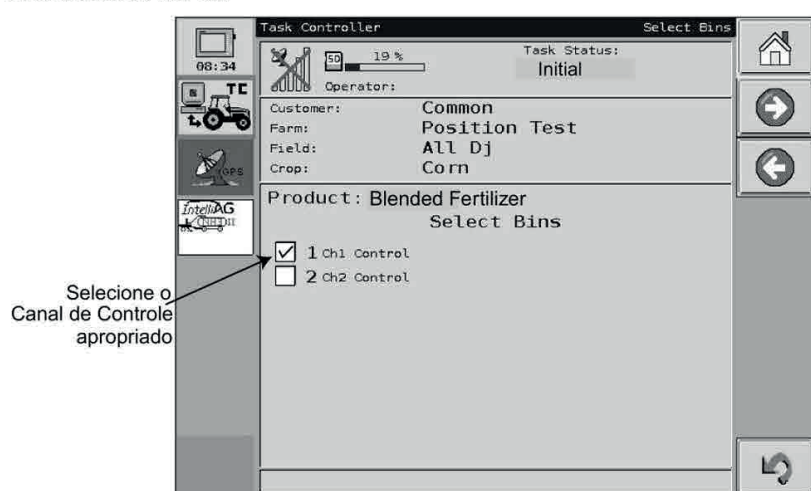 Task Controller Select Bins
08:34
SD 19 %
Task Status:
Initial
Operator:
TC
Customer: Common
Farm: Position Test
Field: All Dj
Crop: Corn
GPS
Product: Blended Fertilizer
Select Bins
IntelliAG
1 Ch1 Control
2 Ch2 Control
Selecione o
Canal de Controle
apropriado